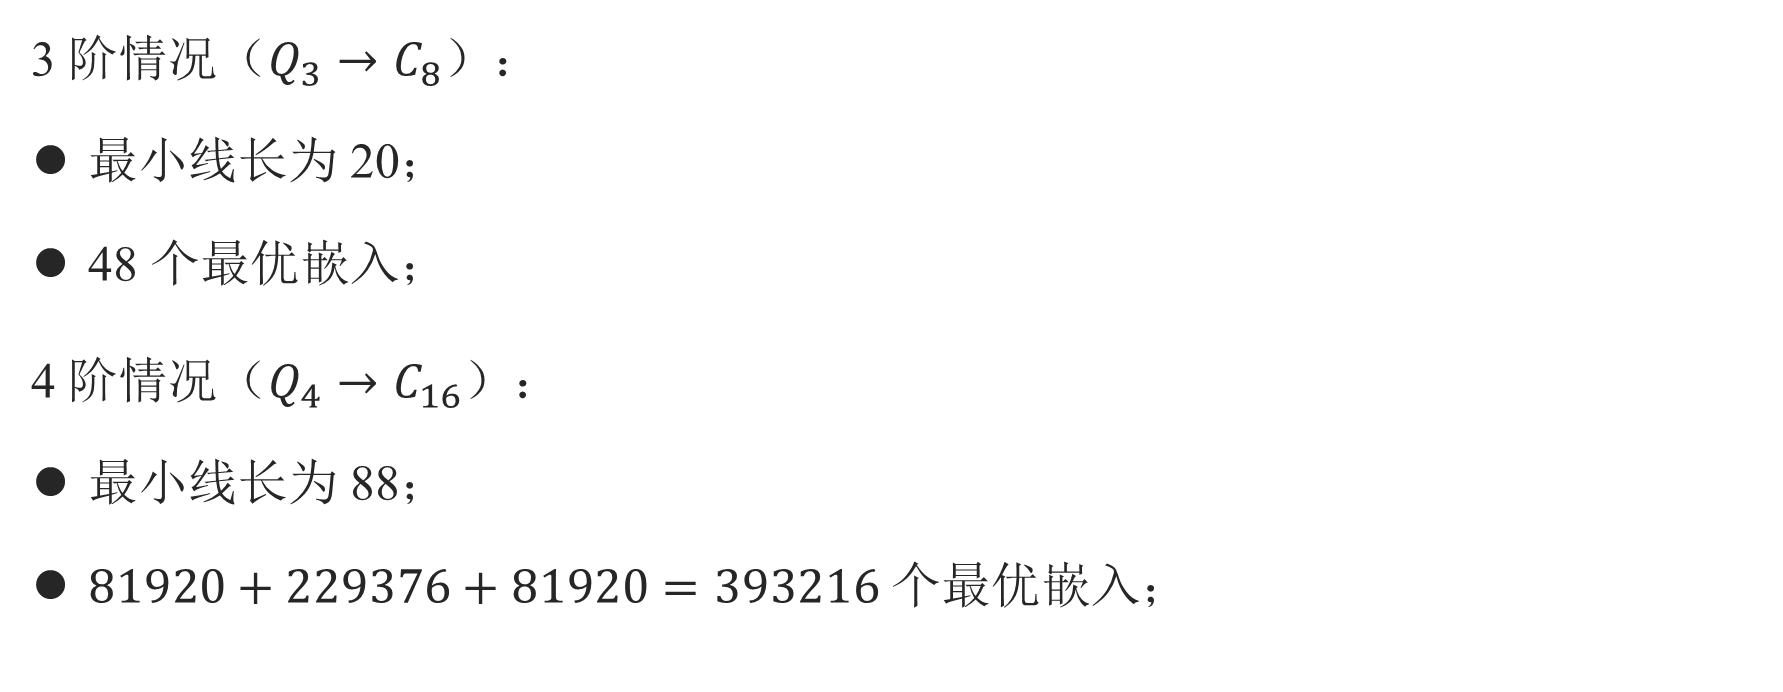 3 阶情况（Q₃ → C₈）：
● 最小线长为 20；
● 48 个最优嵌入；
4 阶情况（Q₄ → C₁₆）：
● 最小线长为 88；
● 81920 + 229376 + 81920 = 393216 个最优嵌入；